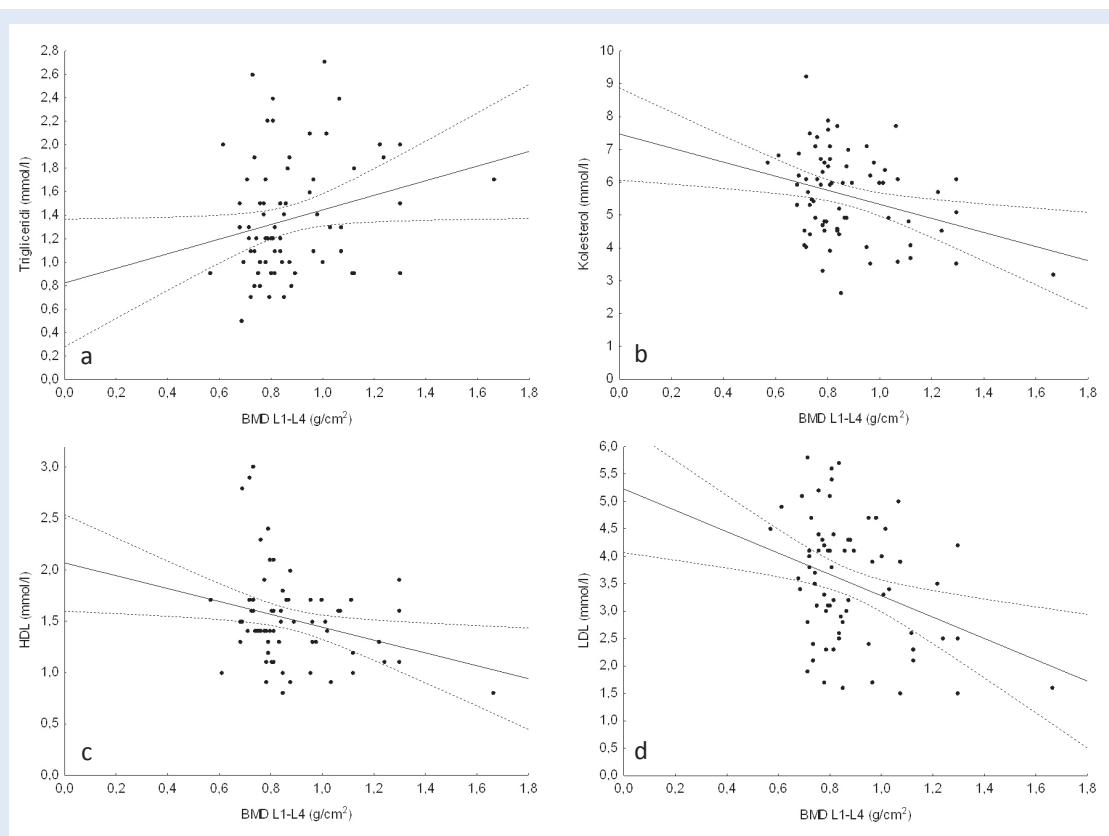 Trigliceridi (mmol/l)
2,8
2,6
2,4
2,2
2,0
1,8
1,6
1,4
1,2
1,0
0,8
0,6
0,4
0,2
0,0
a
0,0 0,2 0,4 0,6 0,8 1,0 1,2 1,4 1,6 1,8
BMD L1-L4 (g/cm²)
Kolesterol (mmol/l)
10
9
8
7
6
5
4
3
2
1
0
b
0,0 0,2 0,4 0,6 0,8 1,0 1,2 1,4 1,6 1,8
BMD L1-L4 (g/cm²)
HDL (mmol/l)
3,0
2,5
2,0
1,5
1,0
0,5
0,0
c
0,0 0,2 0,4 0,6 0,8 1,0 1,2 1,4 1,6 1,8
BMD L1-L4 (g/cm²)
LDL (mmol/l)
6,0
5,5
5,0
4,5
4,0
3,5
3,0
2,5
2,0
1,5
1,0
0,5
0,0
d
0,0 0,2 0,4 0,6 0,8 1,0 1,2 1,4 1,6 1,8
BMD L1-L4 (g/cm²)